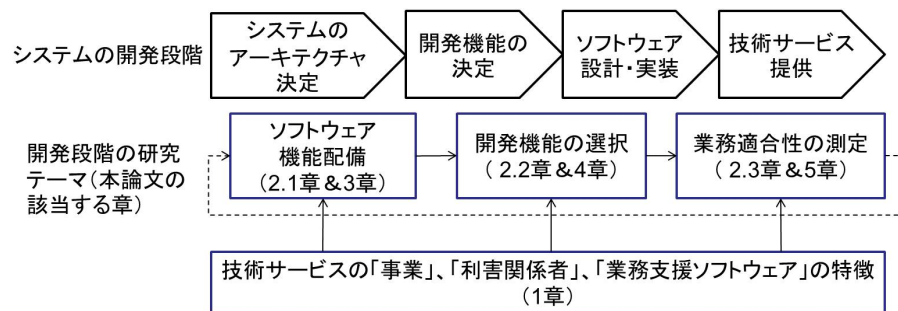 システムの開発段階
システムの
アーキテクチャ
決定
開発機能の
決定
ソフトウェア
設計・実装
技術サービス
提供
開発段階の研究
テーマ(本論文の
該当する章)
ソフトウェア
機能配備
(2.1章&3章)
開発機能の選択
(2.2章&4章)
業務適合性の測定
(2.3章&5章)
技術サービスの「事業」、「利害関係者」、「業務支援ソフトウェア」の特徴
(1章)